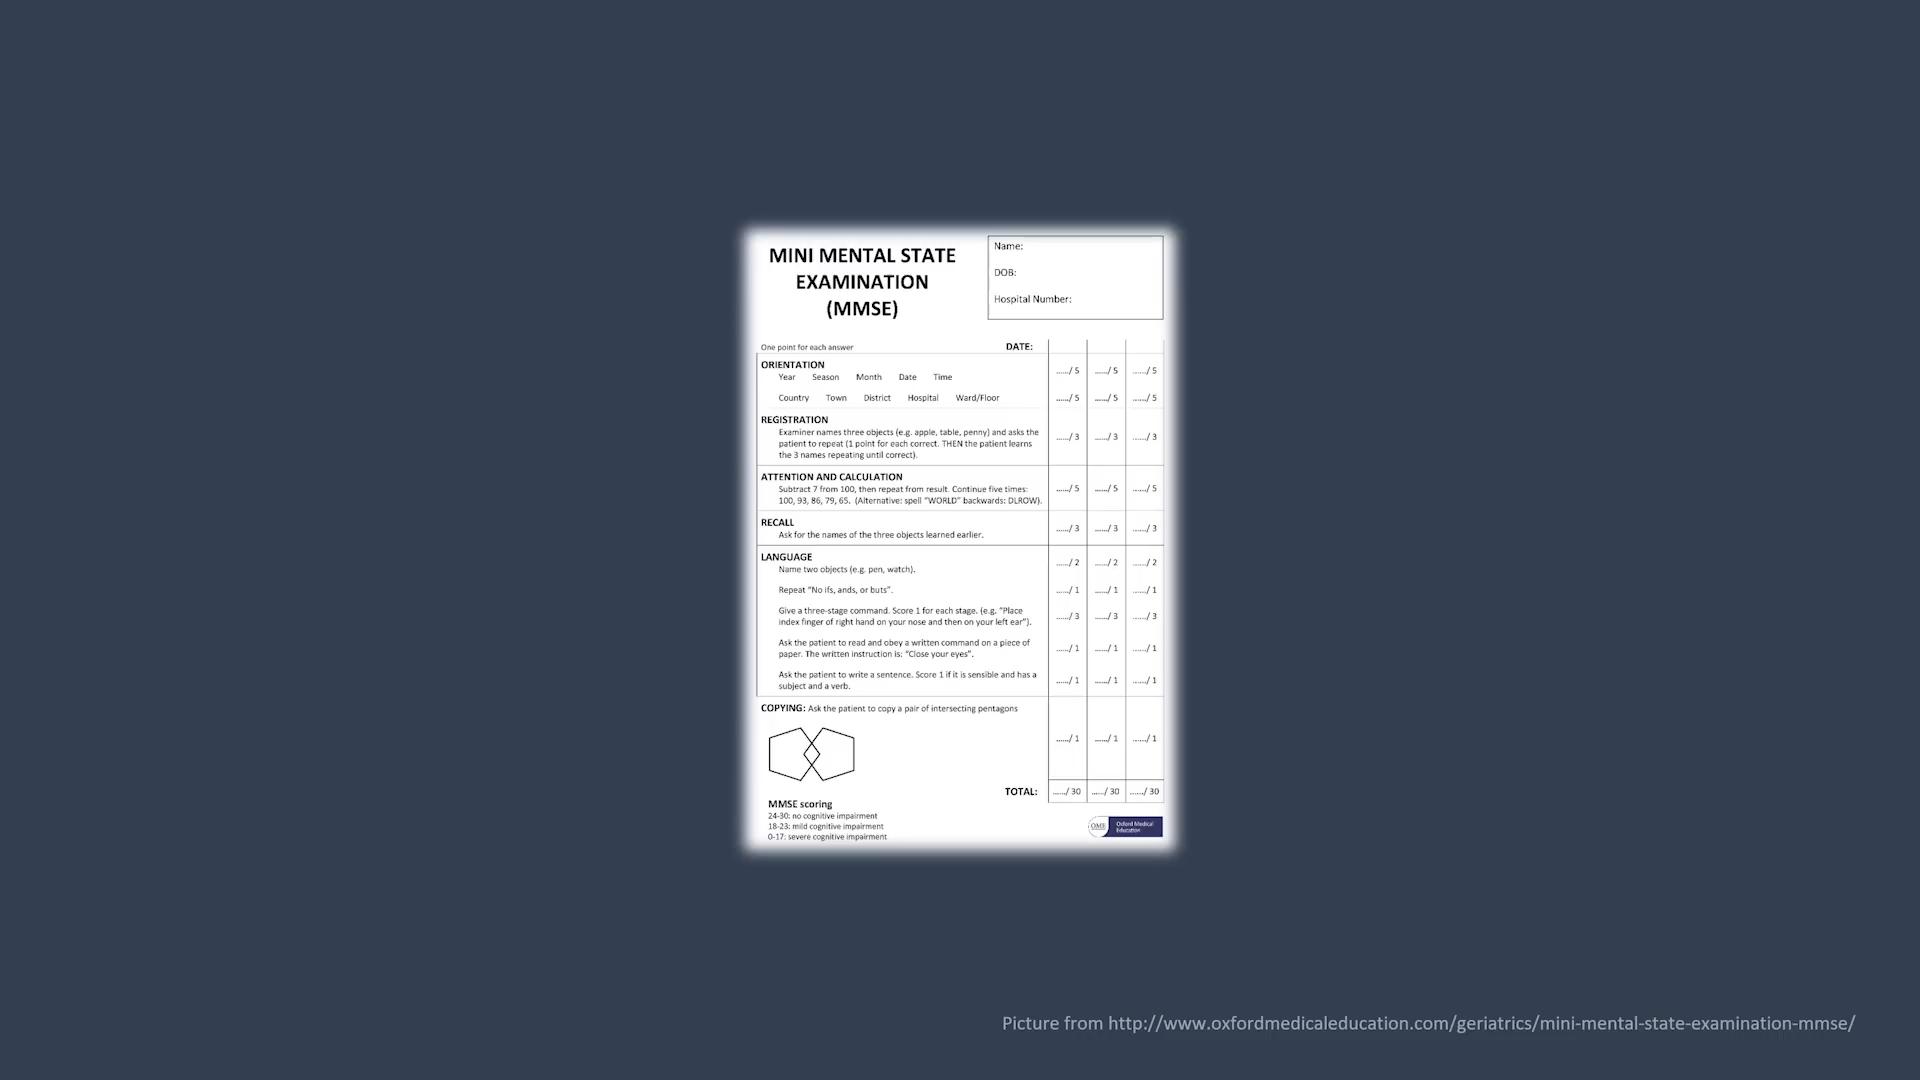 MINI MENTAL STATE
EXAMINATION
(MMSE)
Name:
DOB:
Hospital Number:
One point for each answer DATE:
ORIENTATION
Year Season Month Date Time ....../ 5 ....../ 5 ....../ 5
Country Town District Hospital Ward/Floor ....../ 5 ....../ 5 ....../ 5
REGISTRATION
Examiner names three objects (e.g. apple, table, penny) and asks the
patient to repeat (1 point for each correct. THEN the patient learns ....../ 3 ....../ 3 ....../ 3
the 3 names repeating until correct).
ATTENTION AND CALCULATION
Subtract 7 from 100, then repeat from result. Continue five times: ....../ 5 ....../ 5 ....../ 5
100, 93, 86, 79, 65. (Alternative: spell "WORLD" backwards: DLROW).
RECALL
Ask for the names of the three objects learned earlier. ....../ 3 ....../ 3 ....../ 3
LANGUAGE
Name two objects (e.g. pen, watch). ....../ 2 ....../ 2 ....../ 2
Repeat "No ifs, ands, or buts". ....../ 1 ....../ 1 ....../ 1
Give a three-stage command. Score 1 for each stage. (e.g. "Place
index finger of right hand on your nose and then on your left ear"). ....../ 3 ....../ 3 ....../ 3
Ask the patient to read and obey a written command on a piece of
paper. The written instruction is: "Close your eyes". ....../ 1 ....../ 1 ....../ 1
Ask the patient to write a sentence. Score 1 if it is sensible and has a
subject and a verb. ....../ 1 ....../ 1 ....../ 1
COPYING: Ask the patient to copy a pair of intersecting pentagons
....../ 1 ....../ 1 ....../ 1
TOTAL: ....../ 30 ....../ 30 ....../ 30
MMSE scoring
24-30: no cognitive impairment
18-23: mild cognitive impairment
0-17: severe cognitive impairment
OME Oxford Medical
Education
Picture from http://www.oxfordmedicaleducation.com/geriatrics/mini-mental-state-examination-mmse/